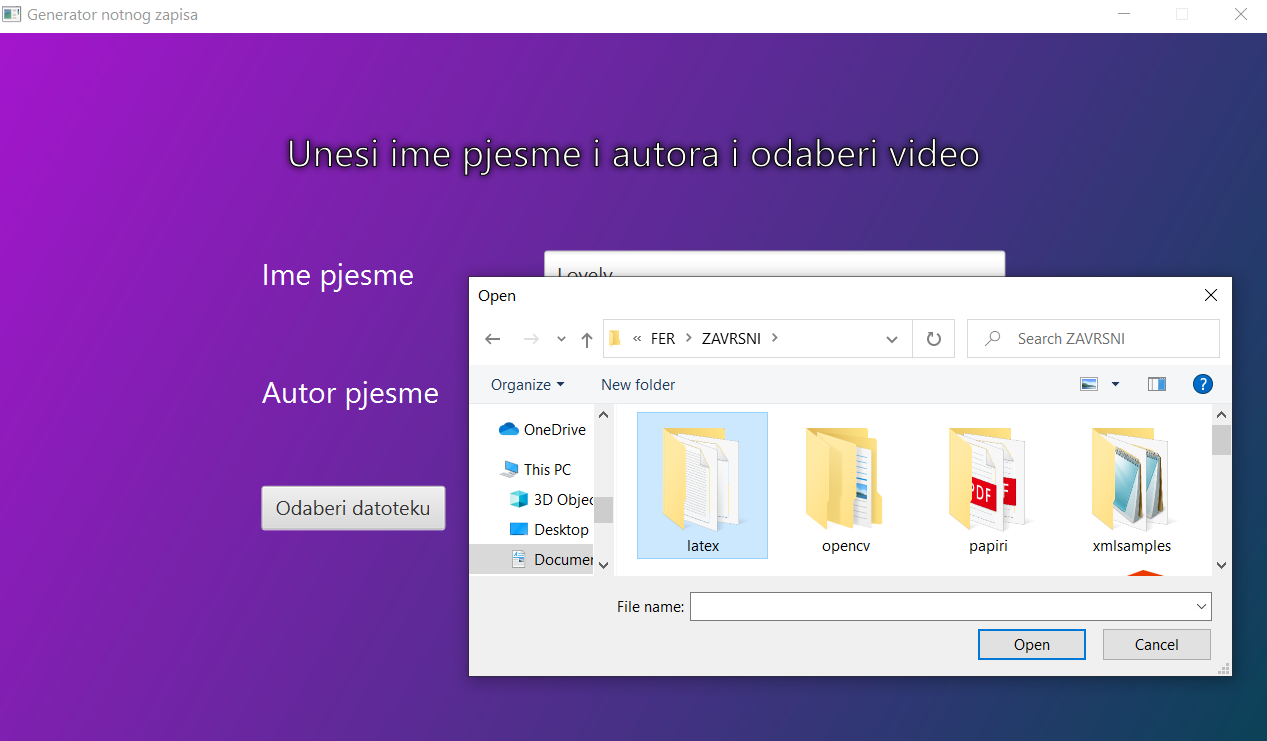 Generator notnog zapisa
Unesi ime pjesme i autora i odaberi video
Ime pjesme
Lovely
Autor pjesme
Odaberi datoteku
Open
« FER > ZAVRSNI >
Search ZAVRSNI
Organize
New folder
?
OneDrive
This PC
3D Objec
Desktop
Documen
PDF
F
latex
opencv
papiri
xmlsamples
File name:
Open
Cancel